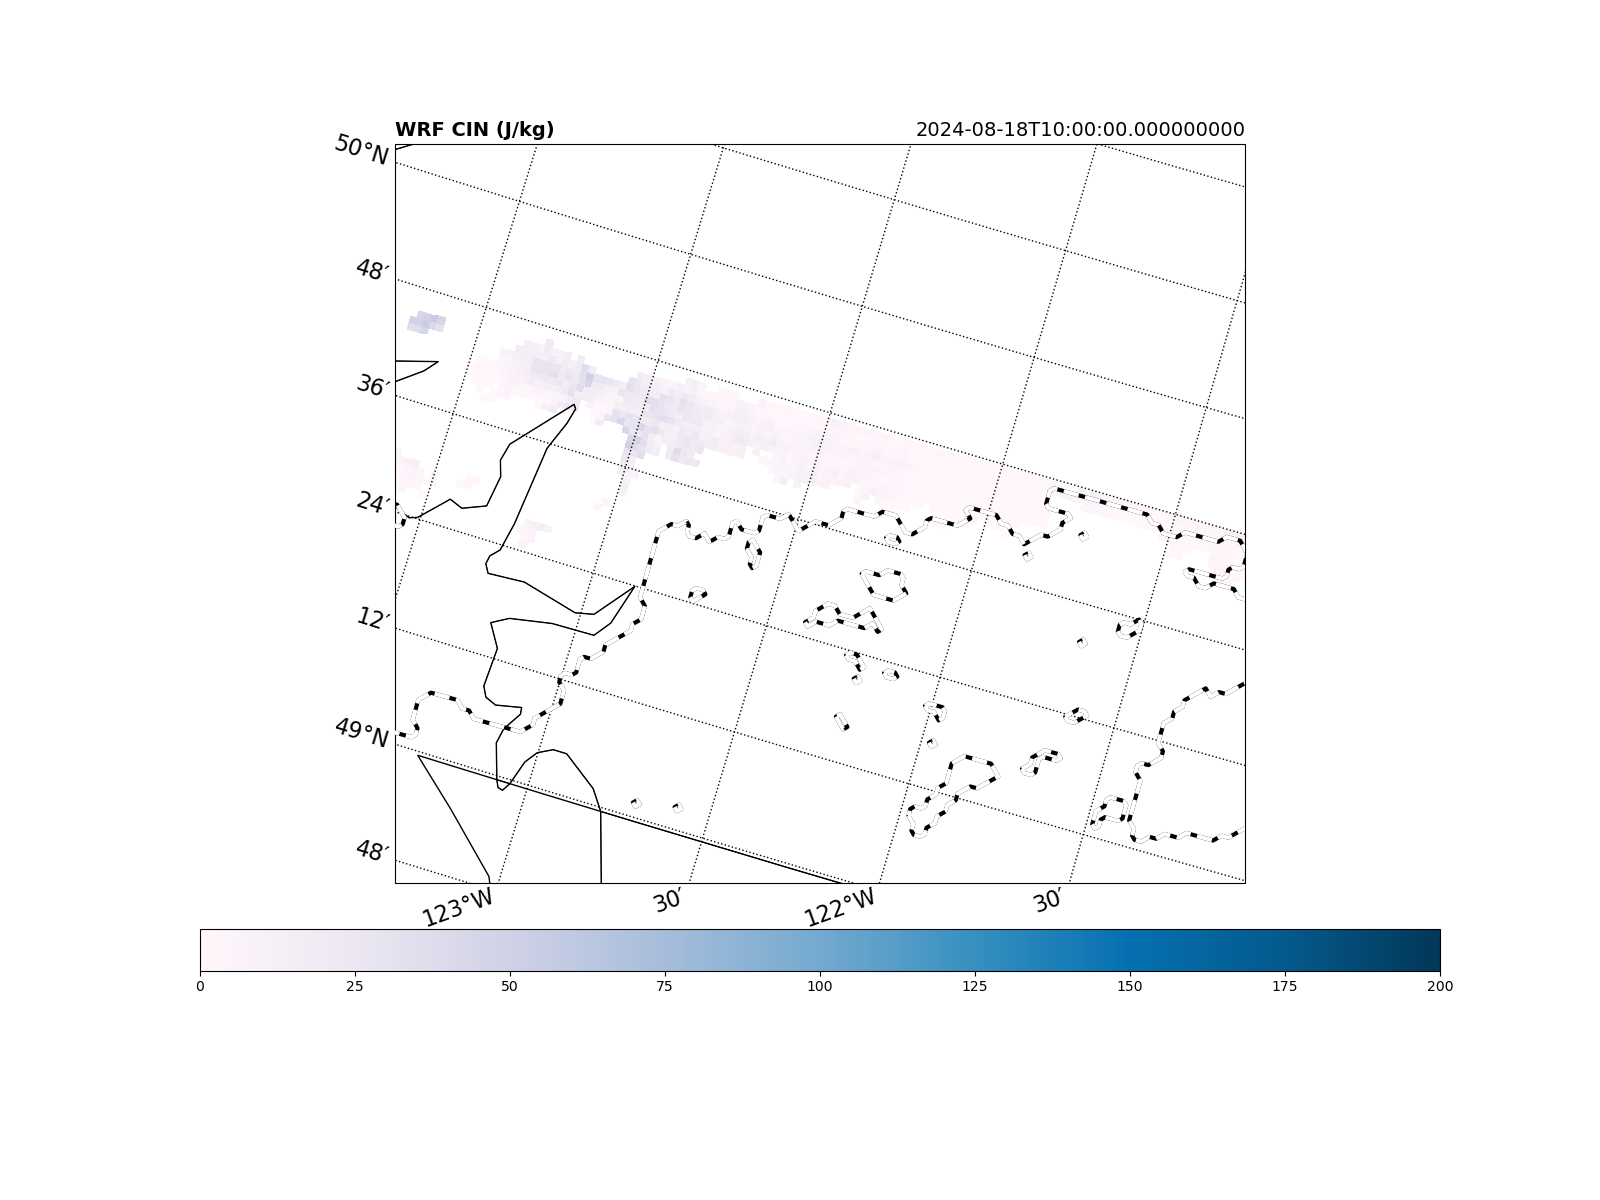 WRF CIN (J/kg) 2024-08-18T10:00:00.000000000
50°N
48′
36′
24′
12′
49°N
48′
123°W 30′ 122°W 30′
0 25 50 75 100 125 150 175 200